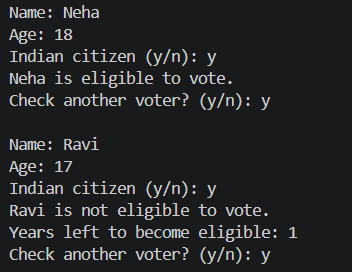 Name: Neha
Age: 18
Indian citizen (y/n): y
Neha is eligible to vote.
Check another voter? (y/n): y

Name: Ravi
Age: 17
Indian citizen (y/n): y
Ravi is not eligible to vote.
Years left to become eligible: 1
Check another voter? (y/n): y